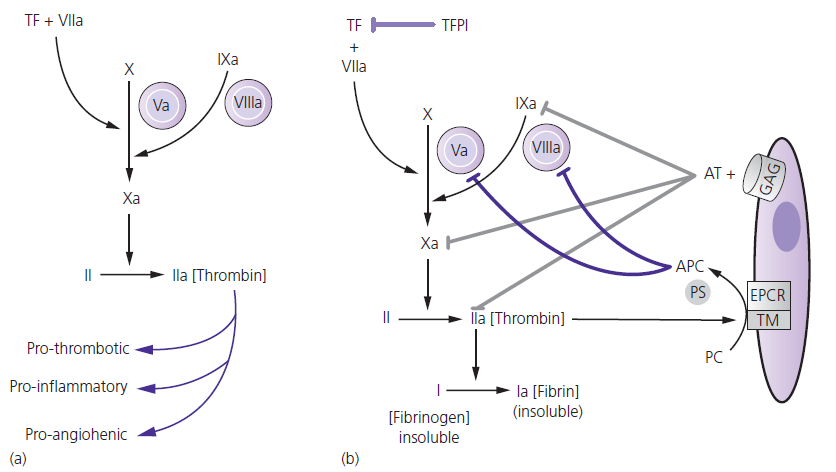 TF + VIIa
X
IXa
Va
VIIIa
Xa
II
IIa [Thrombin]
Pro-thrombotic
Pro-inflammatory
Pro-angiohenic
(a)
TF
TFPI
+
VIIa
X
IXa
Va
VIIIa
AT +
GAG
Xa
APC
PS
EPCR
TM
II
IIa [Thrombin]
PC
I
Ia [Fibrin]
(insoluble)
[Fibrinogen]
insoluble
(b)